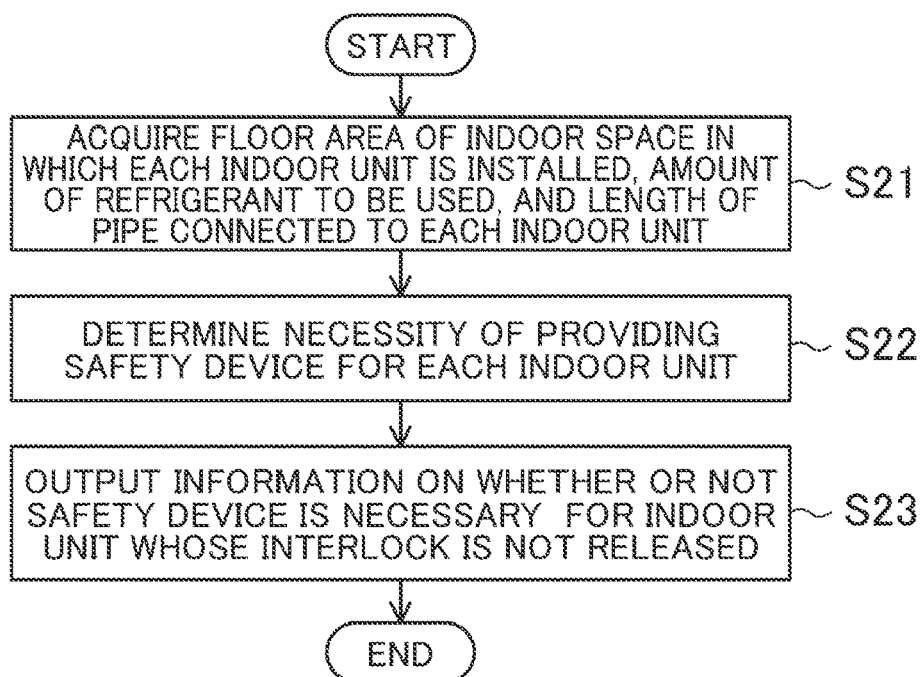 START
ACQUIRE FLOOR AREA OF INDOOR SPACE IN
WHICH EACH INDOOR UNIT IS INSTALLED, AMOUNT
OF REFRIGERANT TO BE USED, AND LENGTH OF
PIPE CONNECTED TO EACH INDOOR UNIT
S21
DETERMINE NECESSITY OF PROVIDING
SAFETY DEVICE FOR EACH INDOOR UNIT
S22
OUTPUT INFORMATION ON WHETHER OR NOT
SAFETY DEVICE IS NECESSARY FOR INDOOR
UNIT WHOSE INTERLOCK IS NOT RELEASED
S23
END